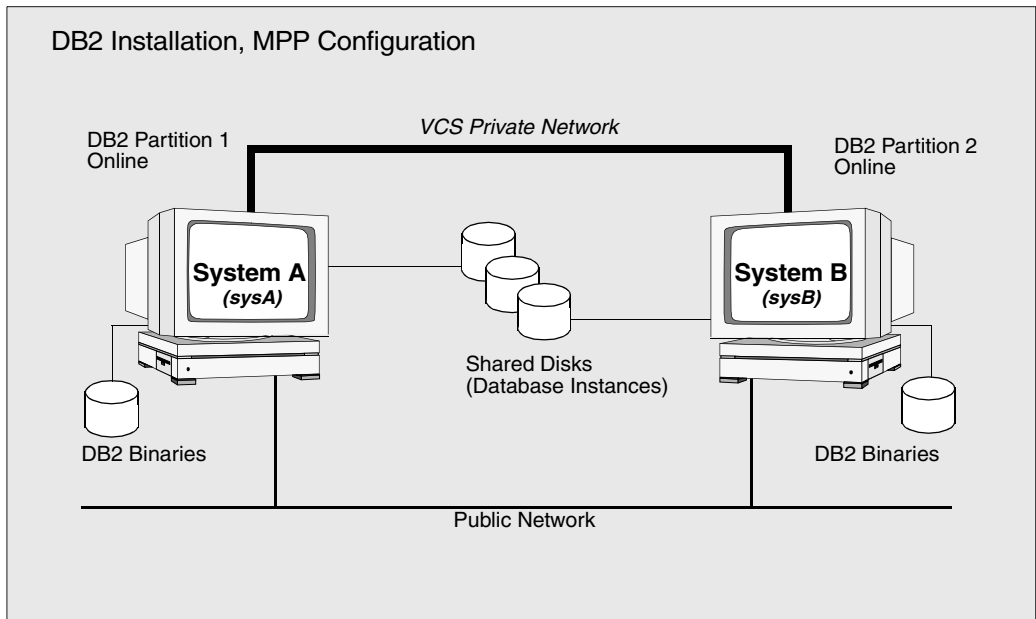 DB2 Installation, MPP Configuration
VCS Private Network
DB2 Partition 1
Online
DB2 Partition 2
Online
System A
(sysA)
System B
(sysB)
Shared Disks
(Database Instances)
DB2 Binaries
DB2 Binaries
Public Network